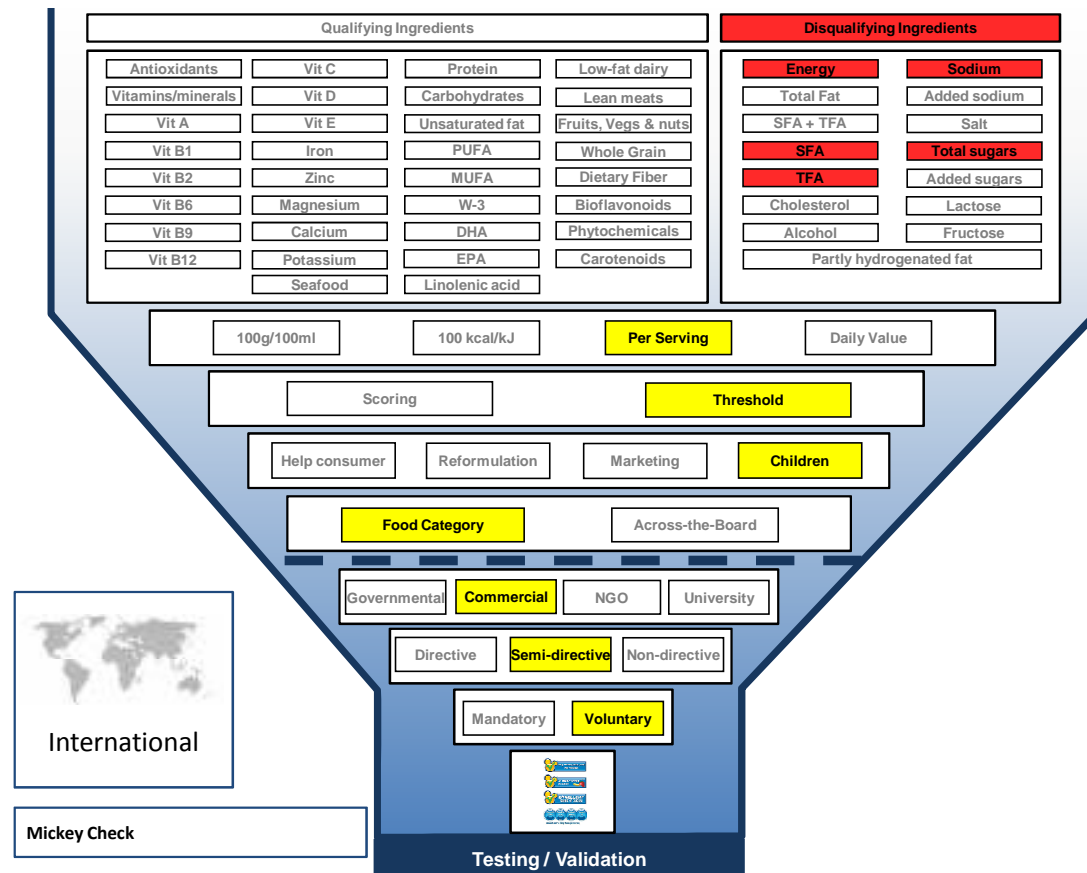 Qualifying Ingredients
Disqualifying Ingredients
Antioxidants Vit C Protein Low-fat dairy
Vitamins/minerals Vit D Carbohydrates Lean meats
Vit A Vit E Unsaturated fat Fruits, Vegs & nuts
Vit B1 Iron PUFA Whole Grain
Vit B2 Zinc MUFA Dietary Fiber
Vit B6 Magnesium W-3 Bioflavonoids
Vit B9 Calcium DHA Phytochemicals
Vit B12 Potassium EPA Carotenoids
Seafood Linolenic acid
Energy Sodium
Total Fat Added sodium
SFA + TFA Salt
SFA Total sugars
TFA Added sugars
Cholesterol Lactose
Alcohol Fructose
Partly hydrogenated fat
100g/100ml 100 kcal/kJ Per Serving Daily Value
Scoring Threshold
Help consumer Reformulation Marketing Children
Food Category Across-the-Board
Governmental Commercial NGO University
Directive Semi-directive Non-directive
Mandatory Voluntary
International
Mickey Check
Testing / Validation